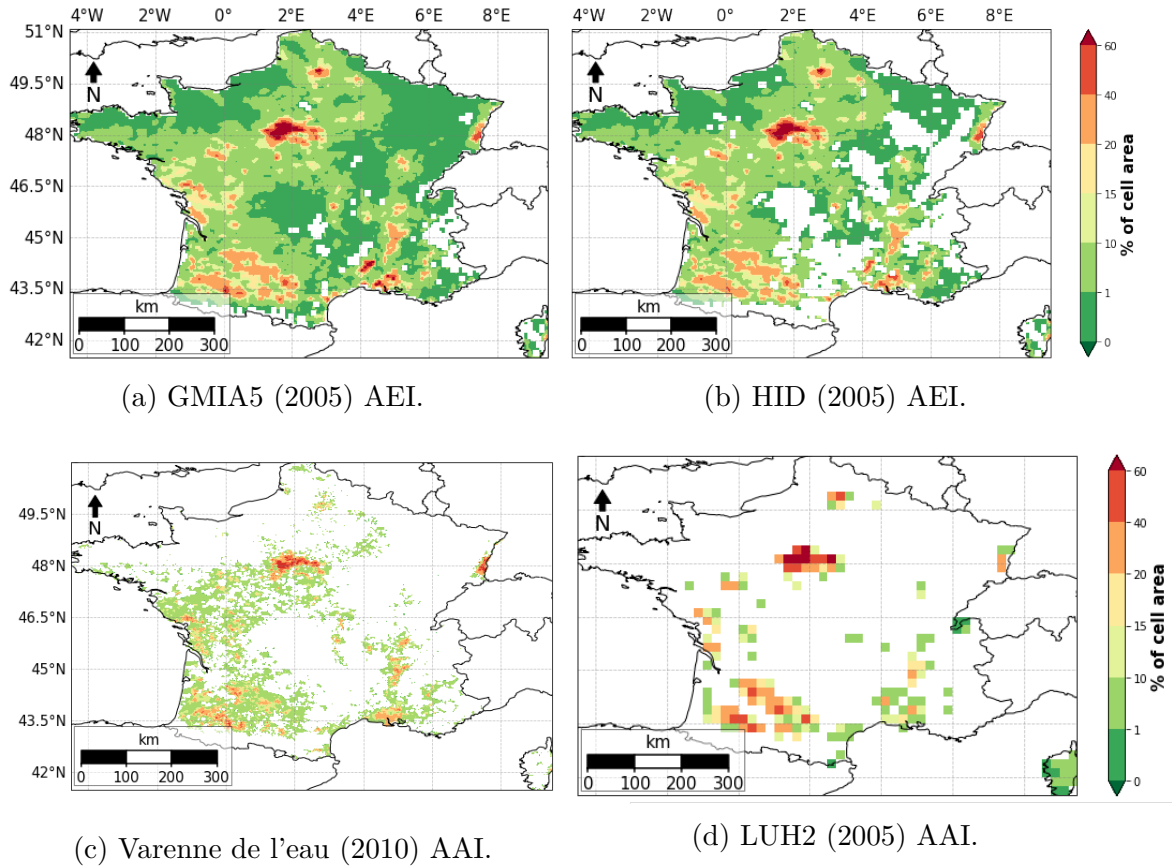 4°W 2°W 0° 2°E 4°E 6°E 8°E 4°W 2°W 0° 2°E 4°E 6°E 8°E
51°N
49.5°N
48°N
46.5°N
45°N
43.5°N
42°N
N
km
0 100 200 300
N
km
0 100 200 300
60
40
20
15
10
1
0
% of cell area
(a) GMIA5 (2005) AEI.
(b) HID (2005) AEI.
49.5°N
48°N
46.5°N
45°N
43.5°N
42°N
N
km
0 100 200 300
N
km
0 100 200 300
60
40
20
15
10
1
0
% of cell area
(c) Varenne de l'eau (2010) AAI.
(d) LUH2 (2005) AAI.